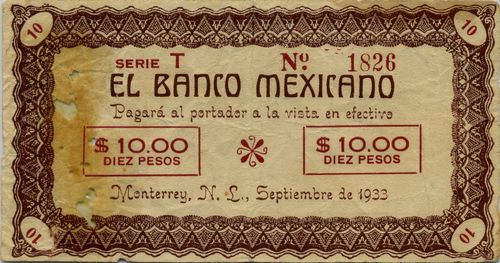 10 10
SERIE T Nº 1826
EL BANCO MEXICANO
Pagará al portador a la vista en efectivo
$10.00 $10.00
DIEZ PESOS DIEZ PESOS
Monterrey, N. L., Septiembre de 1933
10 10